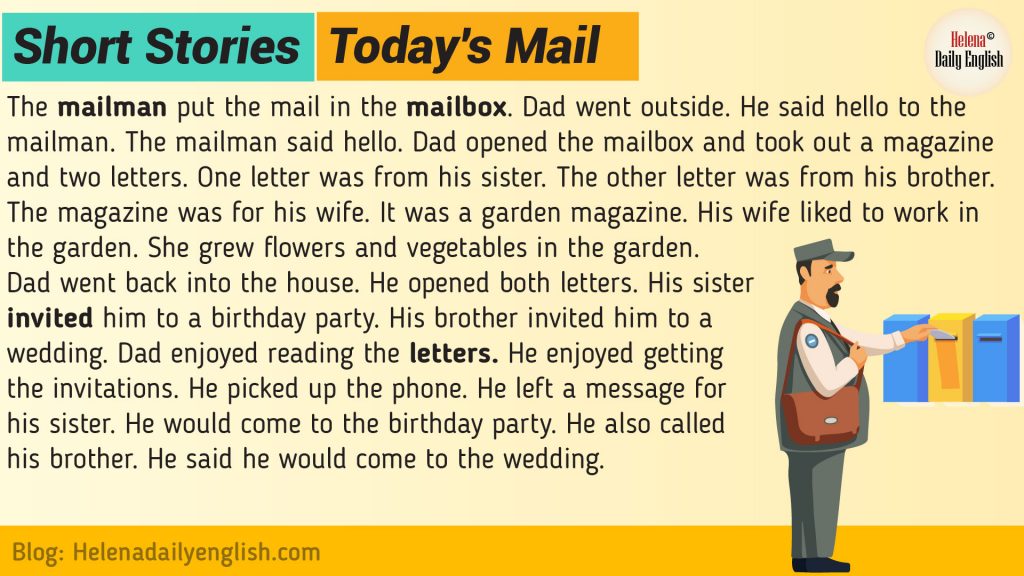 Short Stories Today's Mail
Helena©
Daily English
The mailman put the mail in the mailbox. Dad went outside. He said hello to the
mailman. The mailman said hello. Dad opened the mailbox and took out a magazine
and two letters. One letter was from his sister. The other letter was from his brother.
The magazine was for his wife. It was a garden magazine. His wife liked to work in
the garden. She grew flowers and vegetables in the garden.
Dad went back into the house. He opened both letters. His sister
invited him to a birthday party. His brother invited him to a
wedding. Dad enjoyed reading the letters. He enjoyed getting
the invitations. He picked up the phone. He left a message for
his sister. He would come to the birthday party. He also called
his brother. He said he would come to the wedding.
Blog: Helenadailyenglish.com